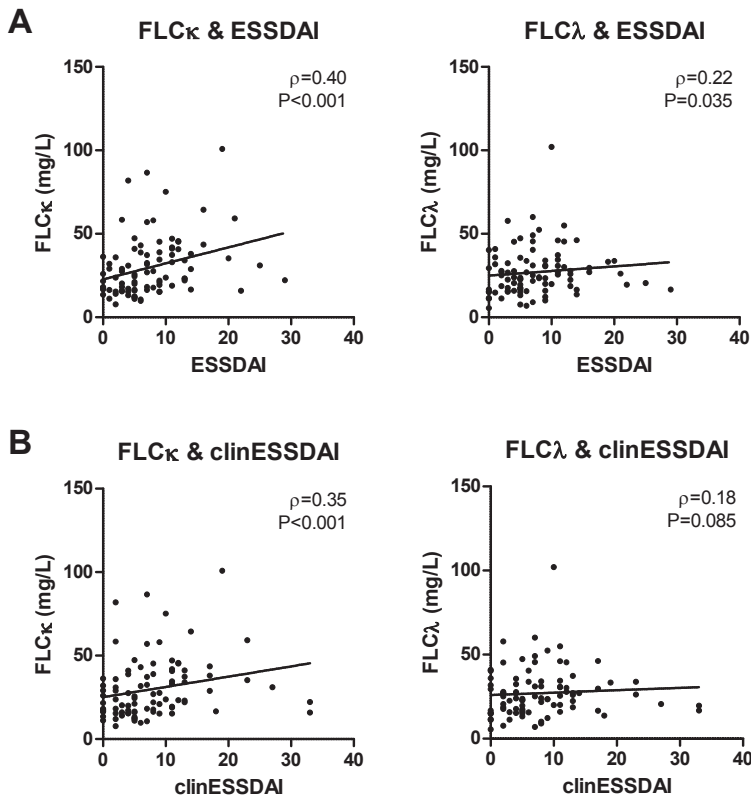 A
FLCκ & ESSDAI
ρ=0.40
P<0.001
150
100
50
0
FLCκ (mg/L)
0 10 20 30 40
ESSDAI
FLCλ & ESSDAI
ρ=0.22
P=0.035
150
100
50
0
FLCλ (mg/L)
0 10 20 30 40
ESSDAI
B
FLCκ & clinESSDAI
ρ=0.35
P<0.001
150
100
50
0
FLCκ (mg/L)
0 10 20 30 40
clinESSDAI
FLCλ & clinESSDAI
ρ=0.18
P=0.085
150
100
50
0
FLCλ (mg/L)
0 10 20 30 40
clinESSDAI